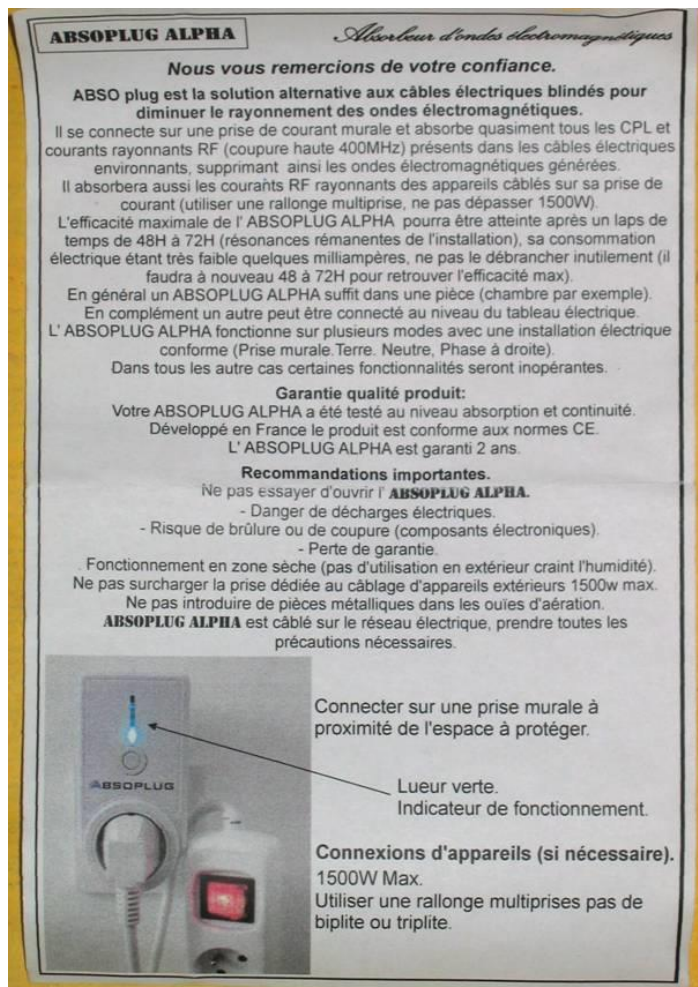 ABSOPLUG ALPHA
Absorbeur d'ondes électromagnétiques
Nous vous remercions de votre confiance.
ABSO plug est la solution alternative aux câbles électriques blindés pour
diminuer le rayonnement des ondes électromagnétiques.
Il se connecte sur une prise de courant murale et absorbe quasiment tous les CPL et
courants rayonnants RF (coupure haute 400MHz) présents dans les câbles électriques
environnants, supprimant ainsi les ondes électromagnétiques générées.
Il absorbera aussi les courants RF rayonnants des appareils câblés sur sa prise de
courant (utiliser une rallonge multiprise, ne pas dépasser 1500W).
L'efficacité maximale de l' ABSOPLUG ALPHA pourra être atteinte après un laps de
temps de 48H à 72H (résonances rémanentes de l'installation), sa consommation
électrique étant très faible quelques milliampères, ne pas le débrancher inutilement (il
faudra à nouveau 48 à 72H pour retrouver l'efficacité max).
En général un ABSOPLUG ALPHA suffit dans une pièce (chambre par exemple).
En complément un autre peut être connecté au niveau du tableau électrique.
L' ABSOPLUG ALPHA fonctionne sur plusieurs modes avec une installation électrique
conforme (Prise murale.Terre. Neutre, Phase à droite).
Dans tous les autre cas certaines fonctionnalités seront inopérantes.
Garantie qualité produit:
Votre ABSOPLUG ALPHA a été testé au niveau absorption et continuité.
Développé en France le produit est conforme aux normes CE.
L' ABSOPLUG ALPHA est garanti 2 ans.
Recommandations importantes.
Ne pas essayer d'ouvrir l' ABSOPLUG ALPHA.
- Danger de décharges électriques.
- Risque de brûlure ou de coupure (composants électroniques).
- Perte de garantie.
Fonctionnement en zone sèche (pas d'utilisation en extérieur craint l'humidité).
Ne pas surcharger la prise dédiée au câblage d'appareils extérieurs 1500w max.
Ne pas introduire de pièces métalliques dans les ouïes d'aération.
ABSOPLUG ALPHA est câblé sur le réseau électrique, prendre toutes les
précautions nécessaires.
Connecter sur une prise murale à
proximité de l'espace à protéger.
ABSOPLUG
Lueur verte.
Indicateur de fonctionnement.
Connexions d'appareils (si nécessaire).
1500W Max.
Utiliser une rallonge multiprises pas de
biplite ou triplite.